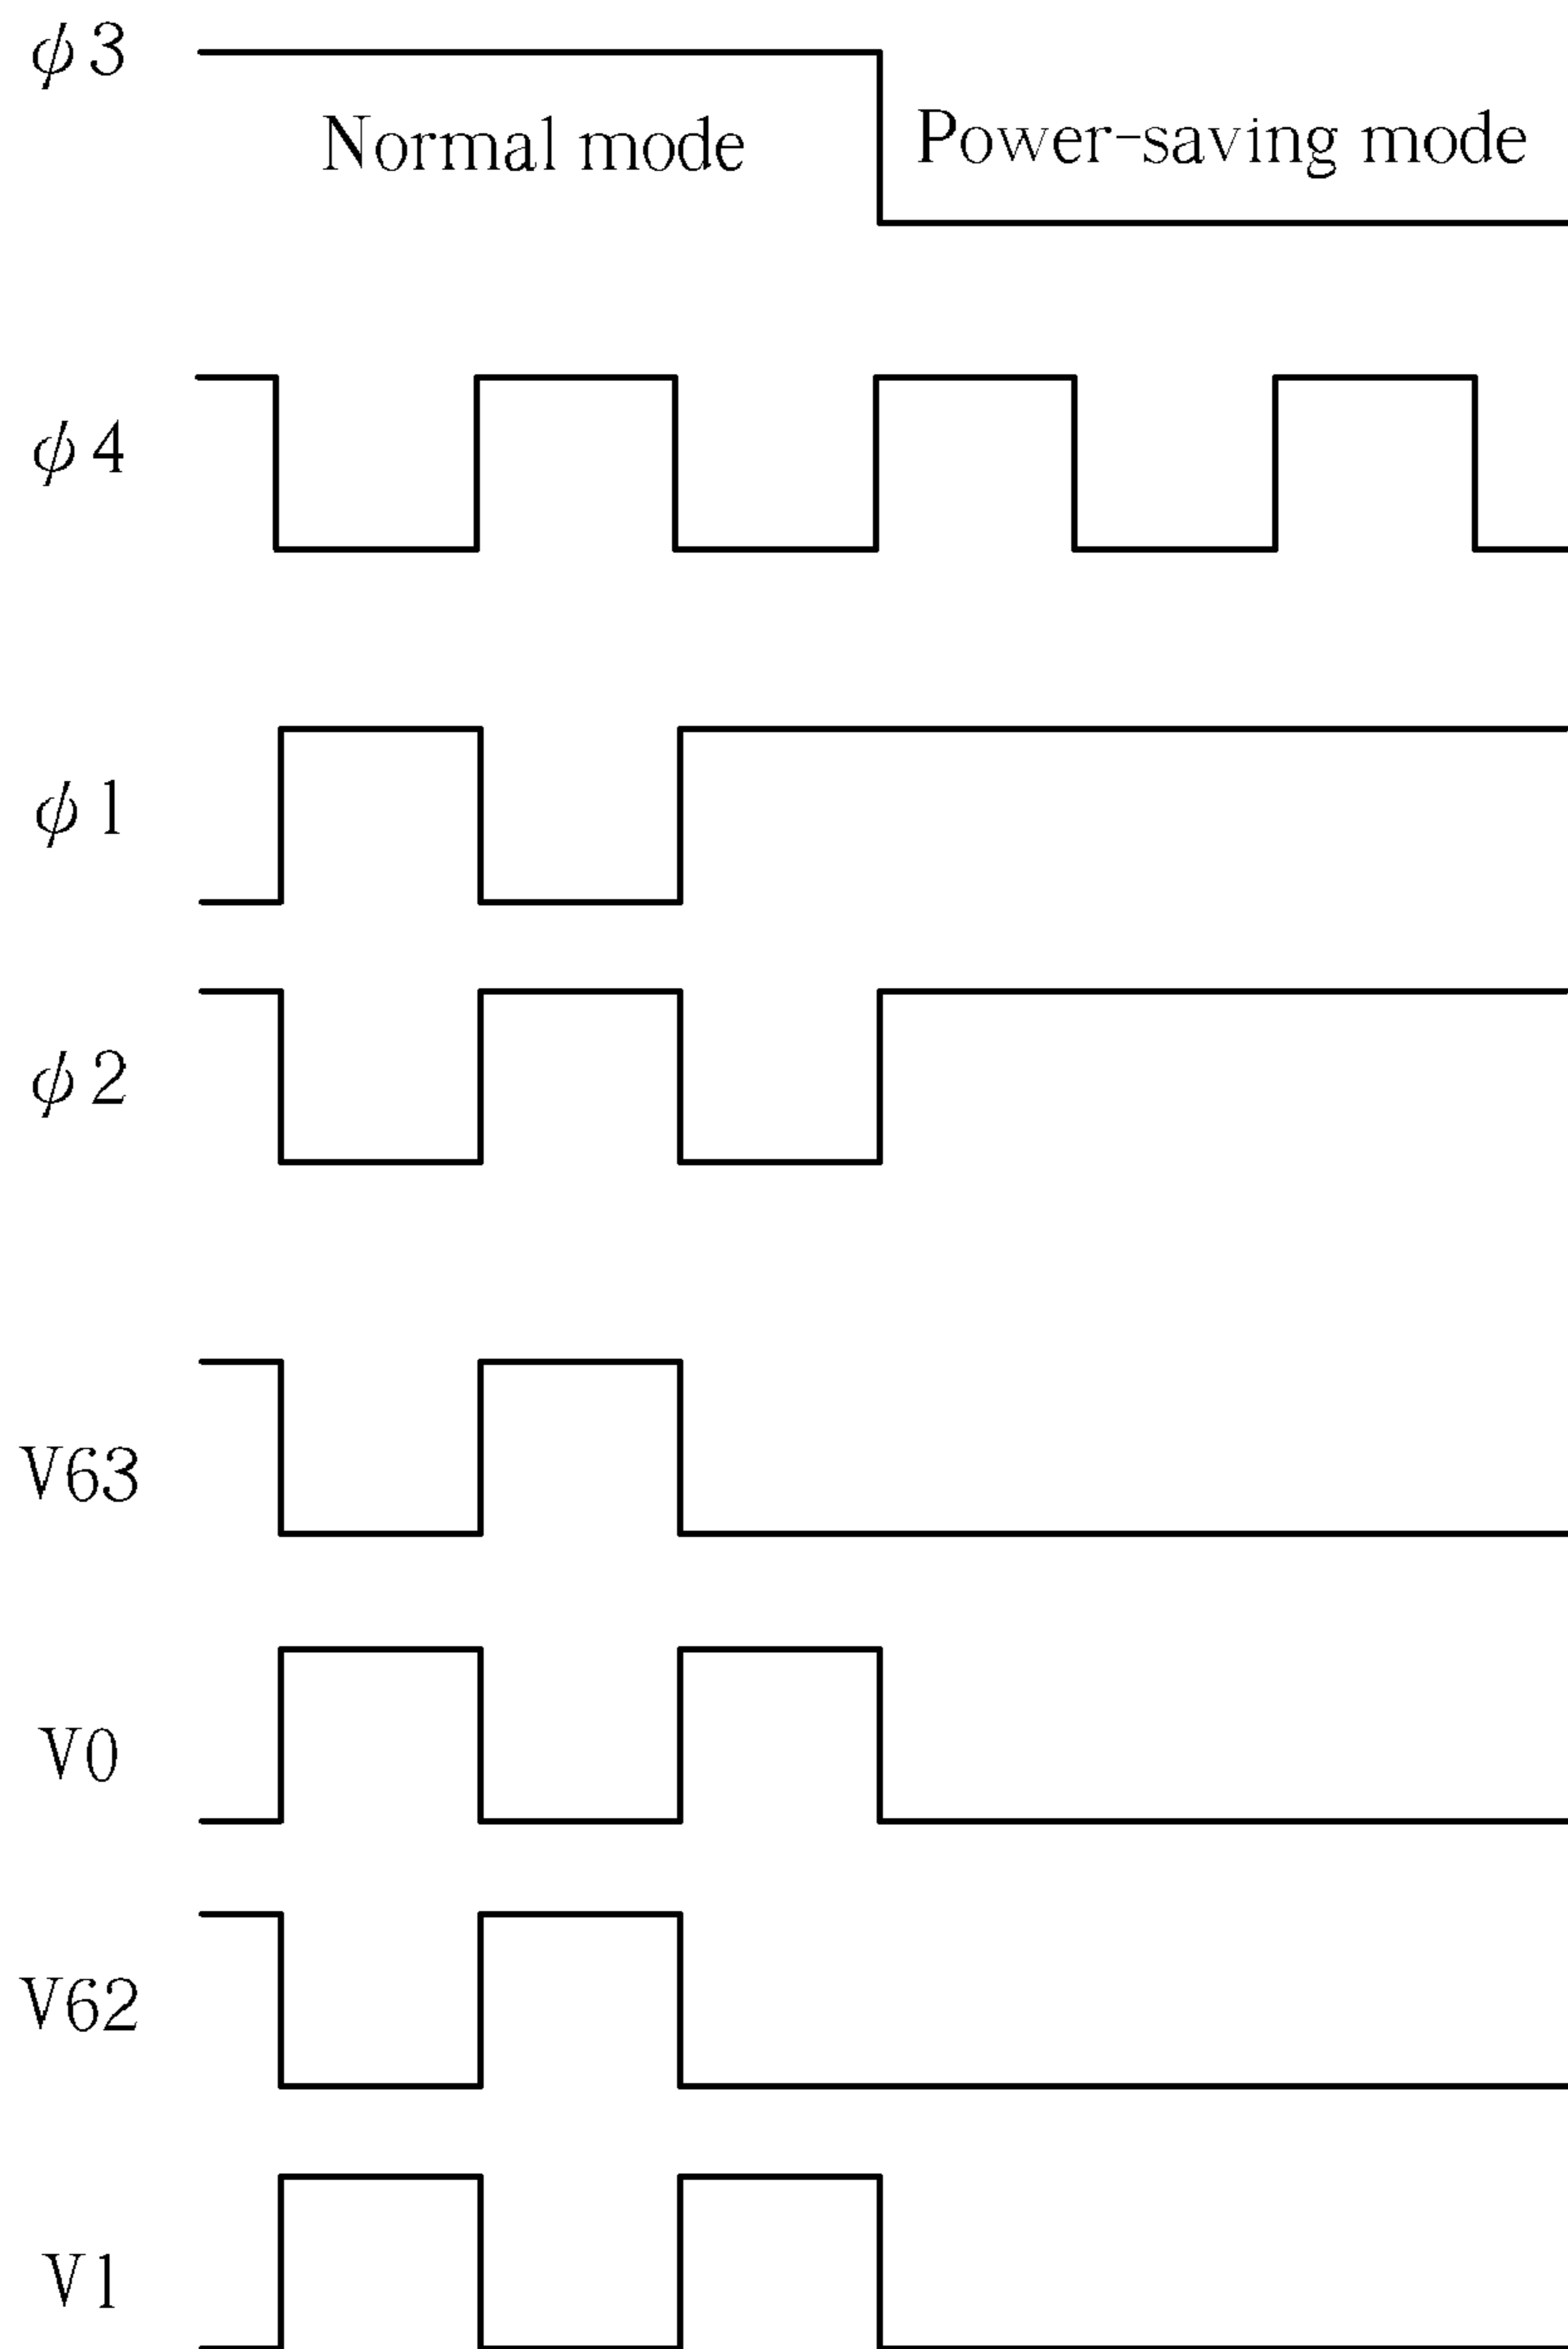 ϕ3
Normal mode
Power-saving mode
ϕ4
ϕ1
ϕ2
V63
V0
V62
V1